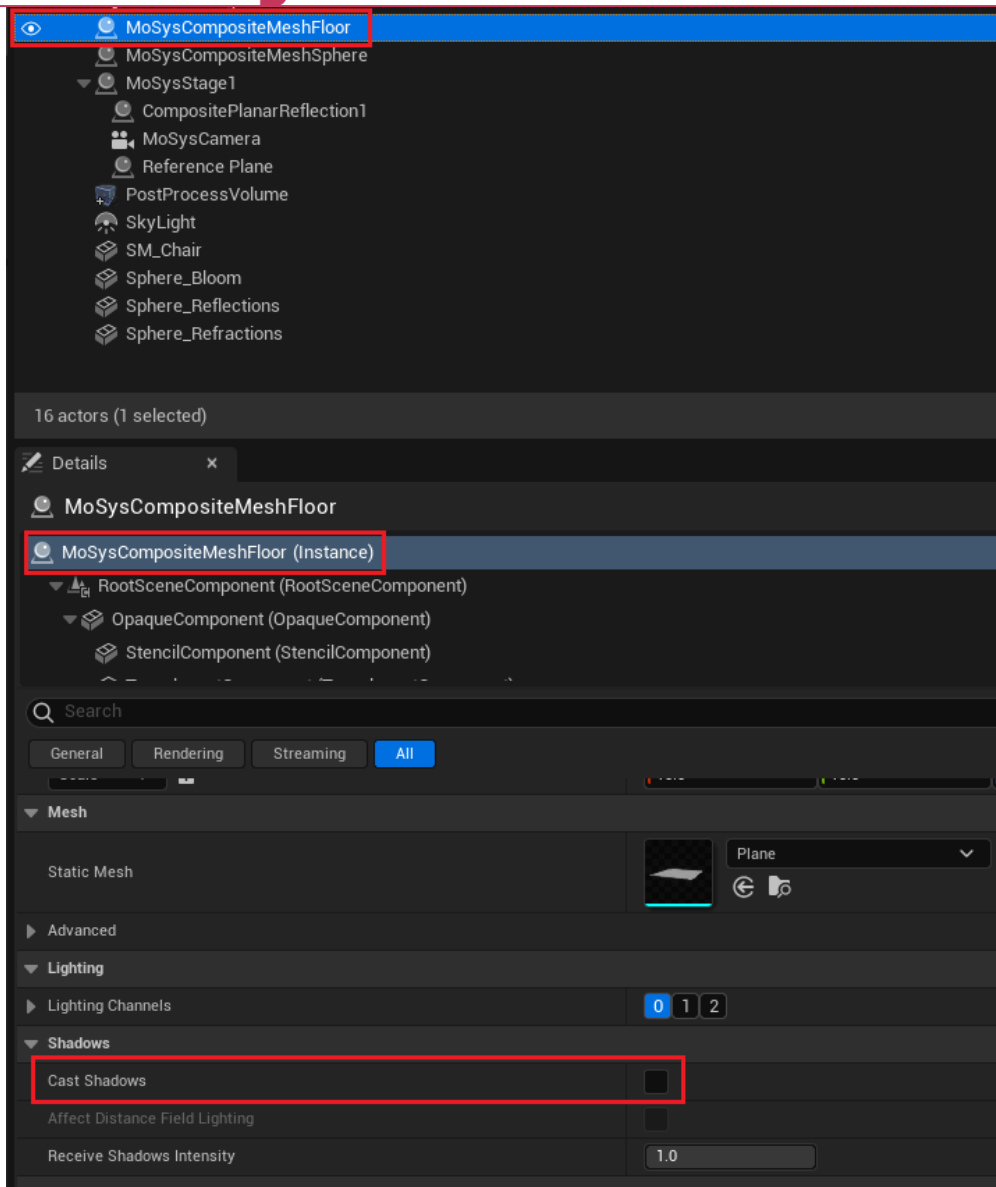 MoSysCompositeMeshFloor
MoSysCompositeMeshSphere
MoSysStage1
CompositePlanarReflection1
MoSysCamera
Reference Plane
PostProcessVolume
SkyLight
SM_Chair
Sphere_Bloom
Sphere_Reflections
Sphere_Refractions
16 actors (1 selected)
Details
MoSysCompositeMeshFloor
MoSysCompositeMeshFloor (Instance)
RootSceneComponent (RootSceneComponent)
OpaqueComponent (OpaqueComponent)
StencilComponent (StencilComponent)
Search
General Rendering Streaming All
Mesh
Static Mesh
Plane
Advanced
Lighting
Lighting Channels 0 1 2
Shadows
Cast Shadows
Affect Distance Field Lighting
Receive Shadows Intensity 1.0